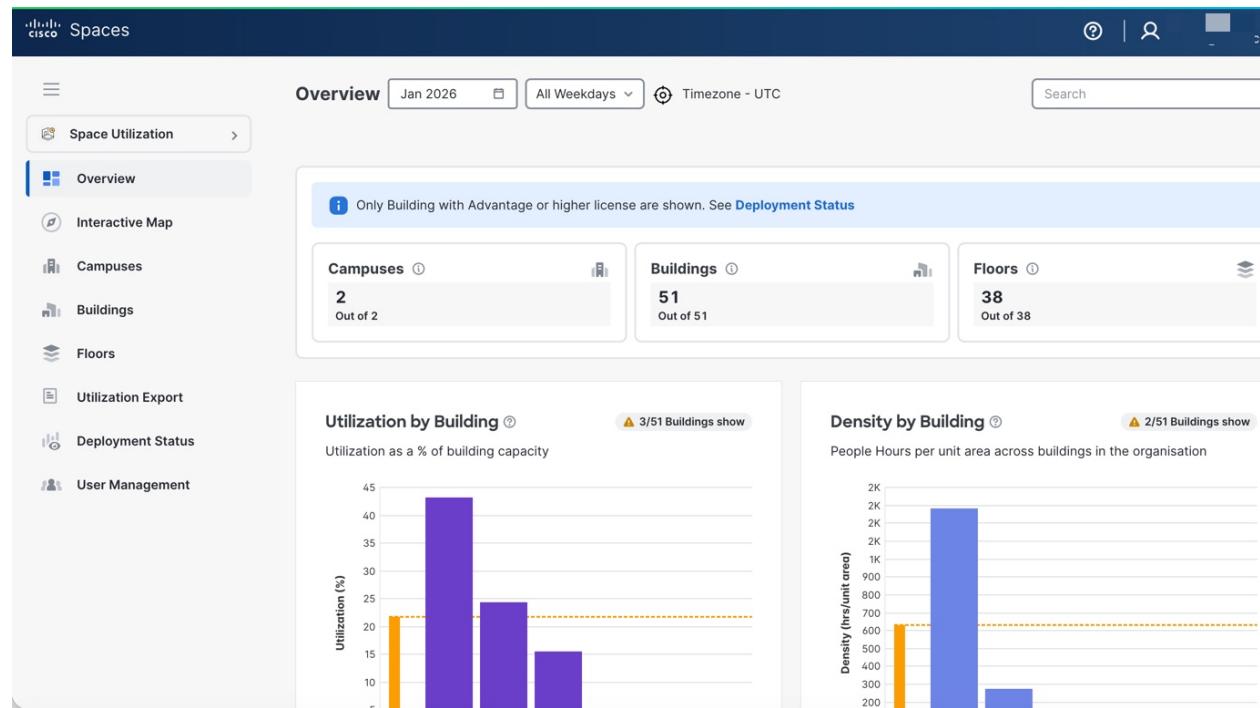 cisco Spaces
Overview Jan 2026 All Weekdays Timezone - UTC Search
Space Utilization
Overview
Interactive Map
Campuses
Buildings
Floors
Utilization Export
Deployment Status
User Management
Only Building with Advantage or higher license are shown. See Deployment Status
Campuses
2
Out of 2
Buildings
51
Out of 51
Floors
38
Out of 38
Utilization by Building 3/51 Buildings show
Utilization as a % of building capacity
Utilization (%)
45
40
35
30
25
20
15
10
Density by Building 2/51 Buildings show
People Hours per unit area across buildings in the organisation
Density (hrs/unit area)
2K
2K
2K
2K
1K
900
800
700
600
500
400
300
200